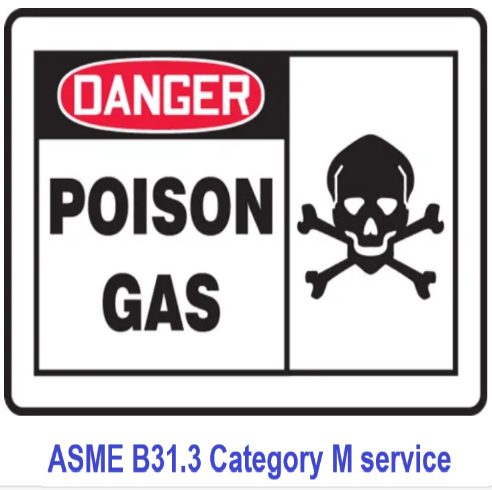 DANGER
POISON
GAS
ASME B31.3 Category M service